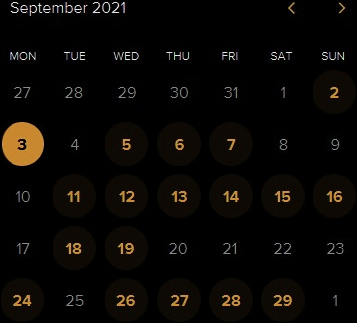 September 2021
MON TUE WED THU FRI SAT SUN
27 28 29 30 31 1 2
3 4 5 6 7 8 9
10 11 12 13 14 15 16
17 18 19 20 21 22 23
24 25 26 27 28 29 1